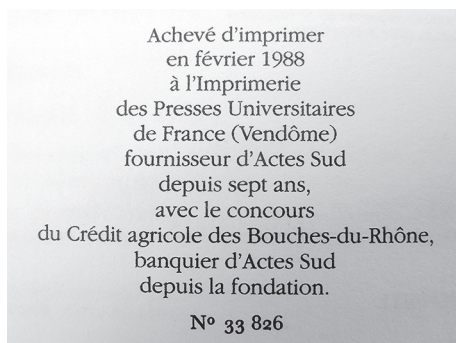 Achevé d'imprimer
en février 1988
à l'Imprimerie
des Presses Universitaires
de France (Vendôme)
fournisseur d'Actes Sud
depuis sept ans,
avec le concours
du Crédit agricole des Bouches-du-Rhône,
banquier d'Actes Sud
depuis la fondation.
Nº 33 826